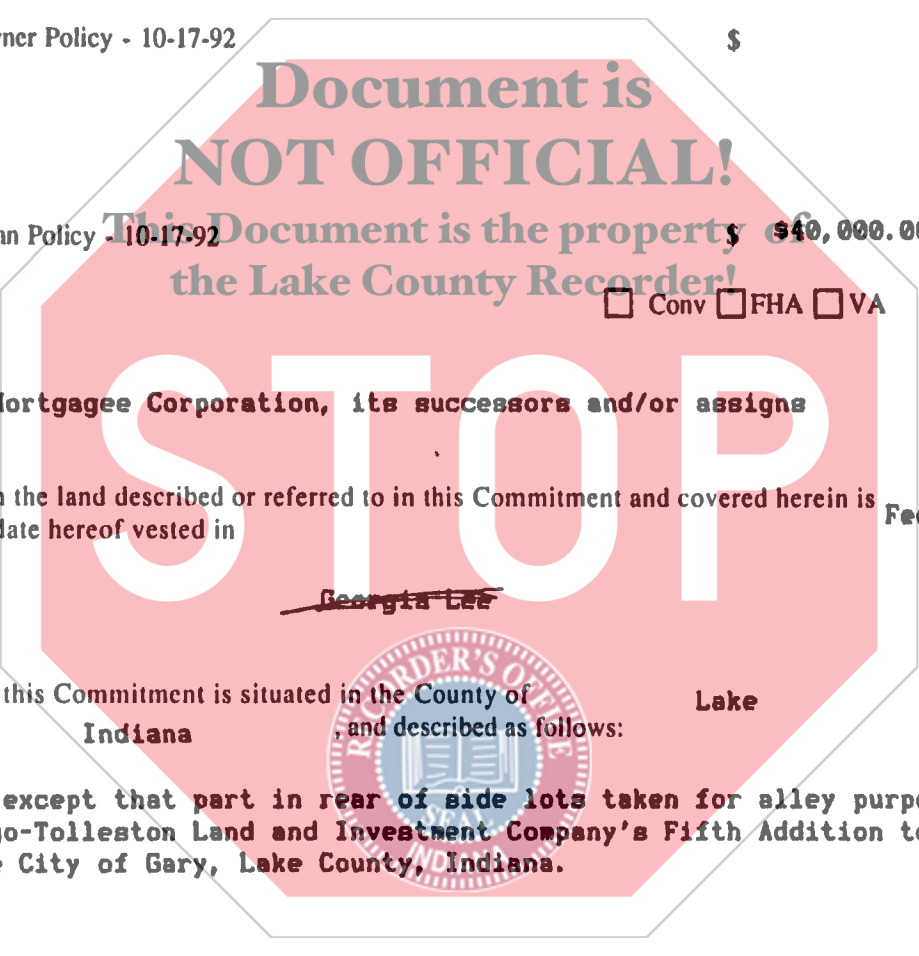 ner Policy - 10-17-92 $
Document is
NOT OFFICIAL!
an Policy - 10-17-92 $ $40,000.00
This Document is the property of
the Lake County Recorder!
Conv FHA VA
STOP
ortgagee Corporation, its successors and/or assigns
the land described or referred to in this Commitment and covered herein is Fee
date hereof vested in
Georgia Lee
this Commitment is situated in the County of Lake
Indiana , and described as follows:
RECORDER'S OFFICE
SEAL
INDIANA
except that part in rear of side lots taken for alley purp
go-Tolleston Land and Investment Company's Fifth Addition to
e City of Gary, Lake County, Indiana.